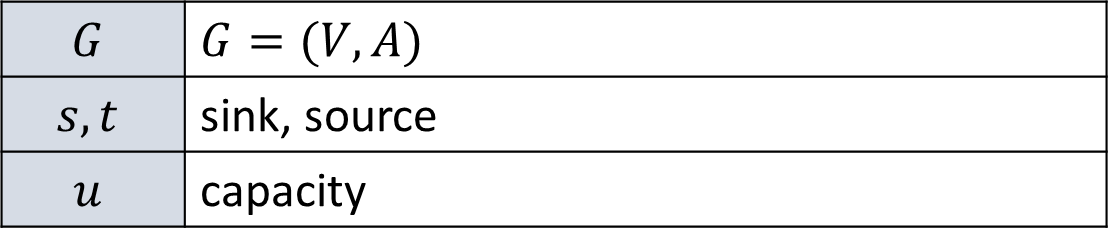 G G = (V, A)
s, t sink, source
u capacity